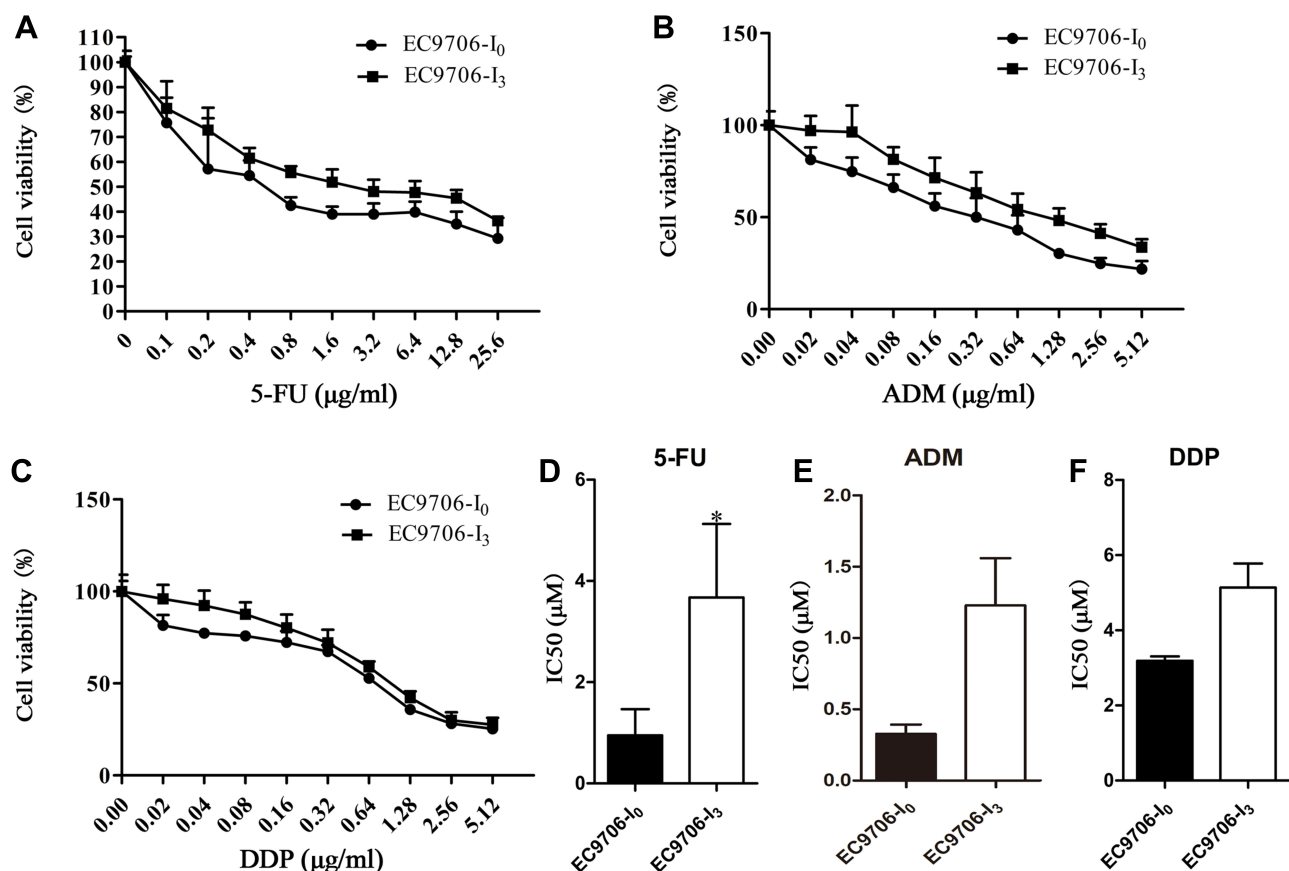 A
110
100
90
80
70
60
50
40
30
20
10
0
Cell viability (%)
EC9706-I0
EC9706-I3
0 0.1 0.2 0.4 0.8 1.6 3.2 6.4 12.8 25.6
5-FU (μg/ml)
B
150
100
50
0
Cell viability (%)
EC9706-I0
EC9706-I3
0.00 0.02 0.04 0.08 0.16 0.32 0.64 1.28 2.56 5.12
ADM (μg/ml)
C
150
100
50
0
Cell viability (%)
EC9706-I0
EC9706-I3
0.00 0.02 0.04 0.08 0.16 0.32 0.64 1.28 2.56 5.12
DDP (μg/ml)
D
5-FU
6
4
2
0
IC50 (μM)
*
EC9706-I0 EC9706-I3
E
ADM
2.0
1.5
1.0
0.5
0.0
IC50 (μM)
EC9706-I0 EC9706-I3
F
DDP
8
6
4
2
0
IC50 (μM)
EC9706-I0 EC9706-I3